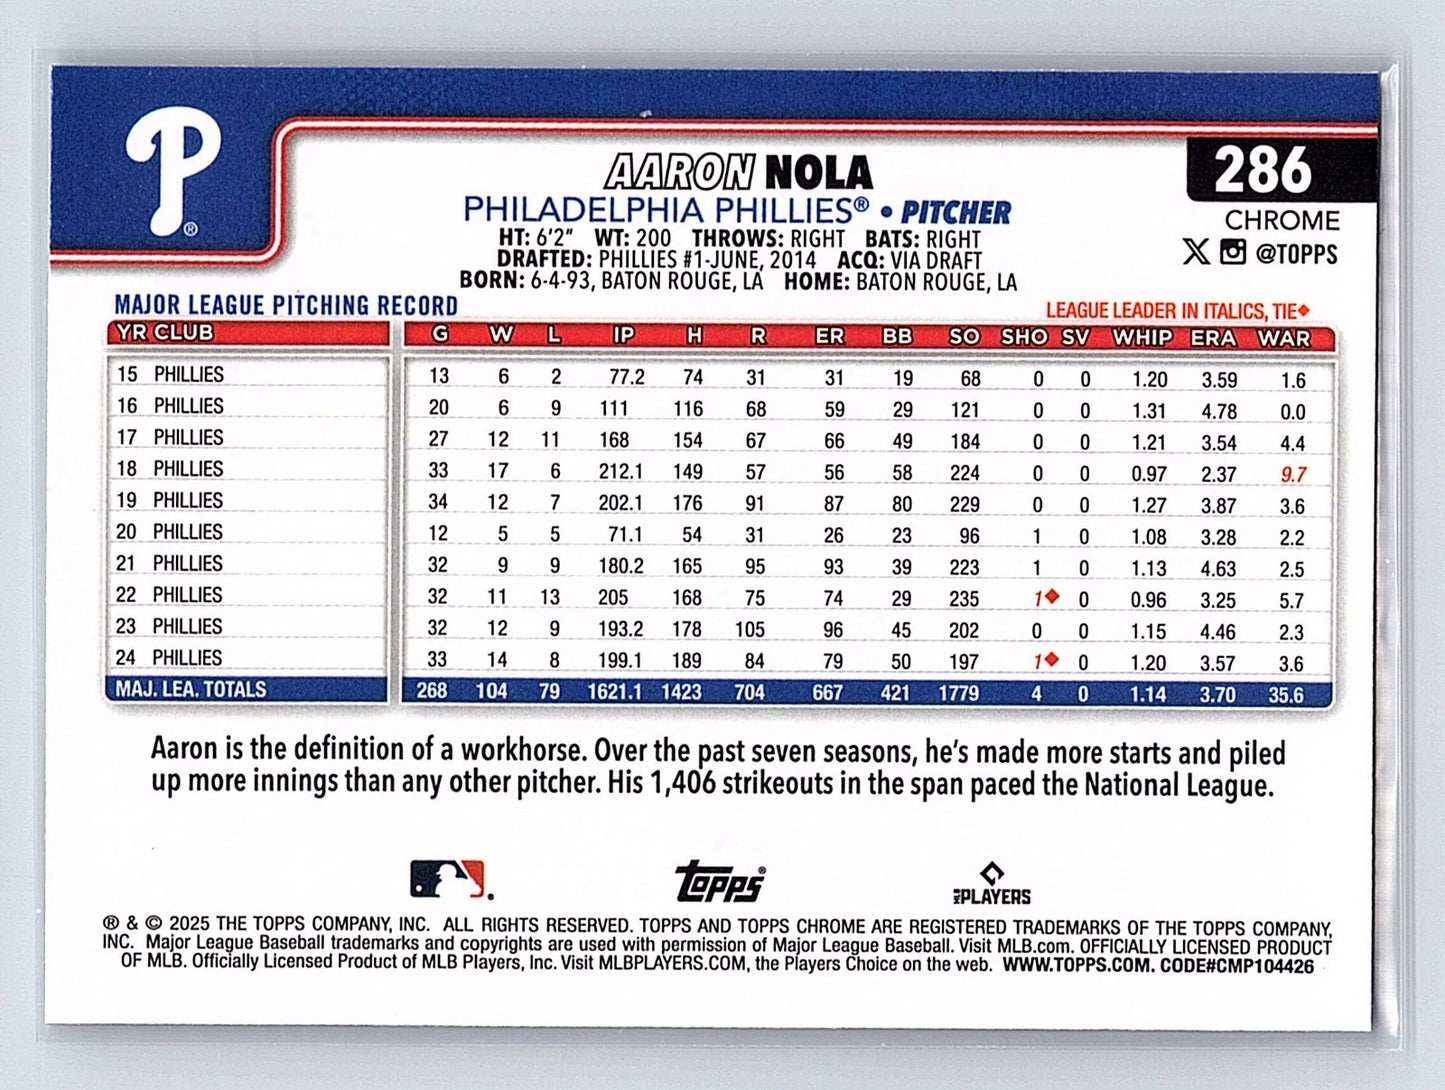 P®
286
AARON NOLA
PHILADELPHIA PHILLIES® • PITCHER
CHROME
HT: 6'2" WT: 200 THROWS: RIGHT BATS: RIGHT
@TOPPS
DRAFTED: PHILLIES #1-JUNE, 2014 ACQ: VIA DRAFT
BORN: 6-4-93, BATON ROUGE, LA HOME: BATON ROUGE, LA
MAJOR LEAGUE PITCHING RECORD
LEAGUE LEADER IN ITALICS, TIE♦
YR CLUB G W L IP H R ER BB SO SHO SV WHIP ERA WAR
15 PHILLIES 13 6 2 77.2 74 31 31 19 68 0 0 1.20 3.59 1.6
16 PHILLIES 20 6 9 111 116 68 59 29 121 0 0 1.31 4.78 0.0
17 PHILLIES 27 12 11 168 154 67 66 49 184 0 0 1.21 3.54 4.4
18 PHILLIES 33 17 6 212.1 149 57 56 58 224 0 0 0.97 2.37 9.7
19 PHILLIES 34 12 7 202.1 176 91 87 80 229 0 0 1.27 3.87 3.6
20 PHILLIES 12 5 5 71.1 54 31 26 23 96 1 0 1.08 3.28 2.2
21 PHILLIES 32 9 9 180.2 165 95 93 39 223 1 0 1.13 4.63 2.5
22 PHILLIES 32 11 13 205 168 75 74 29 235 1♦ 0 0.96 3.25 5.7
23 PHILLIES 32 12 9 193.2 178 105 96 45 202 0 0 1.15 4.46 2.3
24 PHILLIES 33 14 8 199.1 189 84 79 50 197 1♦ 0 1.20 3.57 3.6
MAJ. LEA. TOTALS 268 104 79 1621.1 1423 704 667 421 1779 4 0 1.14 3.70 35.6
Aaron is the definition of a workhorse. Over the past seven seasons, he's made more starts and piled
up more innings than any other pitcher. His 1,406 strikeouts in the span paced the National League.
Topps®
MLB PLAYERS
® & © 2025 THE TOPPS COMPANY, INC. ALL RIGHTS RESERVED. TOPPS AND TOPPS CHROME ARE REGISTERED TRADEMARKS OF THE TOPPS COMPANY,
INC. Major League Baseball trademarks and copyrights are used with permission of Major League Baseball. Visit MLB.com. OFFICIALLY LICENSED PRODUCT
OF MLB. Officially Licensed Product of MLB Players, Inc. Visit MLBPLAYERS.COM, the Players Choice on the web. WWW.TOPPS.COM. CODE#CMP104426